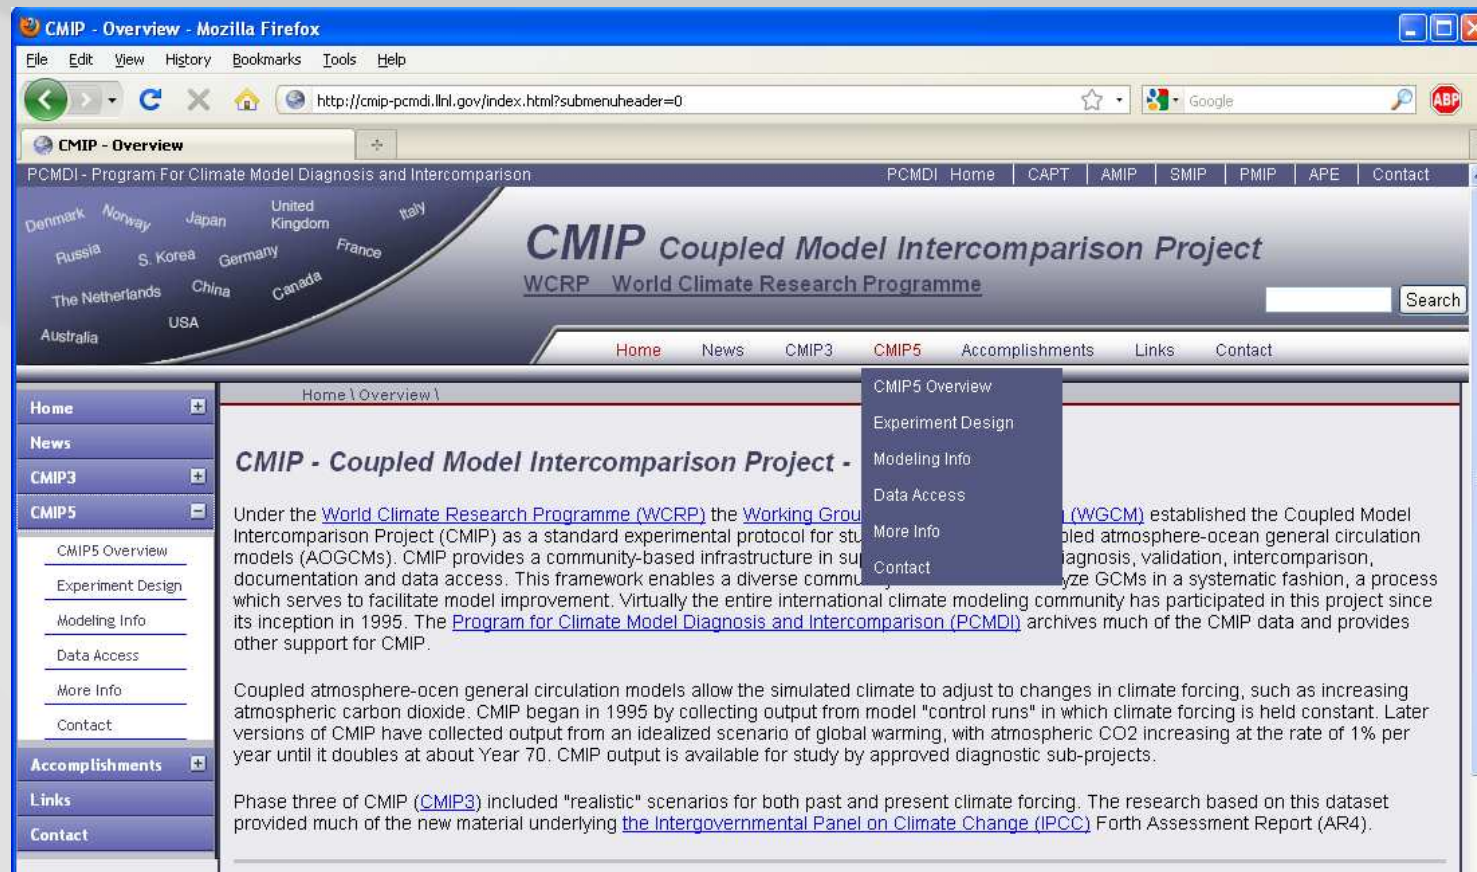 CMIP - Overview - Mozilla Firefox
File Edit View History Bookmarks Tools Help
http://cmip-pcmdi.llnl.gov/index.html?submenuheader=0
Google
ABP
CMIP - Overview
PCMDI - Program For Climate Model Diagnosis and Intercomparison
PCMDI Home | CAPT | AMIP | SMIP | PMIP | APE | Contact
Denmark Norway Japan United Kingdom Italy
Russia S. Korea Germany France
The Netherlands China Canada
Australia USA
CMIP Coupled Model Intercomparison Project
WCRP World Climate Research Programme
Search
Home News CMIP3 CMIP5 Accomplishments Links Contact
CMIP5 Overview
Experiment Design
Modeling Info
Data Access
More Info
Contact
Home
News
CMIP3
CMIP5
CMIP5 Overview
Experiment Design
Modeling Info
Data Access
More Info
Contact
Accomplishments
Links
Contact
Home \ Overview \
CMIP - Coupled Model Intercomparison Project -
Under the World Climate Research Programme (WCRP) the Working (WGCM) established the Coupled Model
Intercomparison Project (CMIP) as a standard experimental protocol for atmosphere-ocean general circulation
models (AOGCMs). CMIP provides a community-based infrastructure in validation, intercomparison,
documentation and data access. This framework enables a diverse GCMs in a systematic fashion, a process
which serves to facilitate model improvement. Virtually the entire international climate modeling community has participated in this project since
its inception in 1995. The Program for Climate Model Diagnosis and Intercomparison (PCMDI) archives much of the CMIP data and provides
other support for CMIP.
Coupled atmosphere-ocen general circulation models allow the simulated climate to adjust to changes in climate forcing, such as increasing
atmospheric carbon dioxide. CMIP began in 1995 by collecting output from model "control runs" in which climate forcing is held constant. Later
versions of CMIP have collected output from an idealized scenario of global warming, with atmospheric CO2 increasing at the rate of 1% per
year until it doubles at about Year 70. CMIP output is available for study by approved diagnostic sub-projects.
Phase three of CMIP (CMIP3) included "realistic" scenarios for both past and present climate forcing. The research based on this dataset
provided much of the new material underlying the Intergovernmental Panel on Climate Change (IPCC) Forth Assessment Report (AR4).